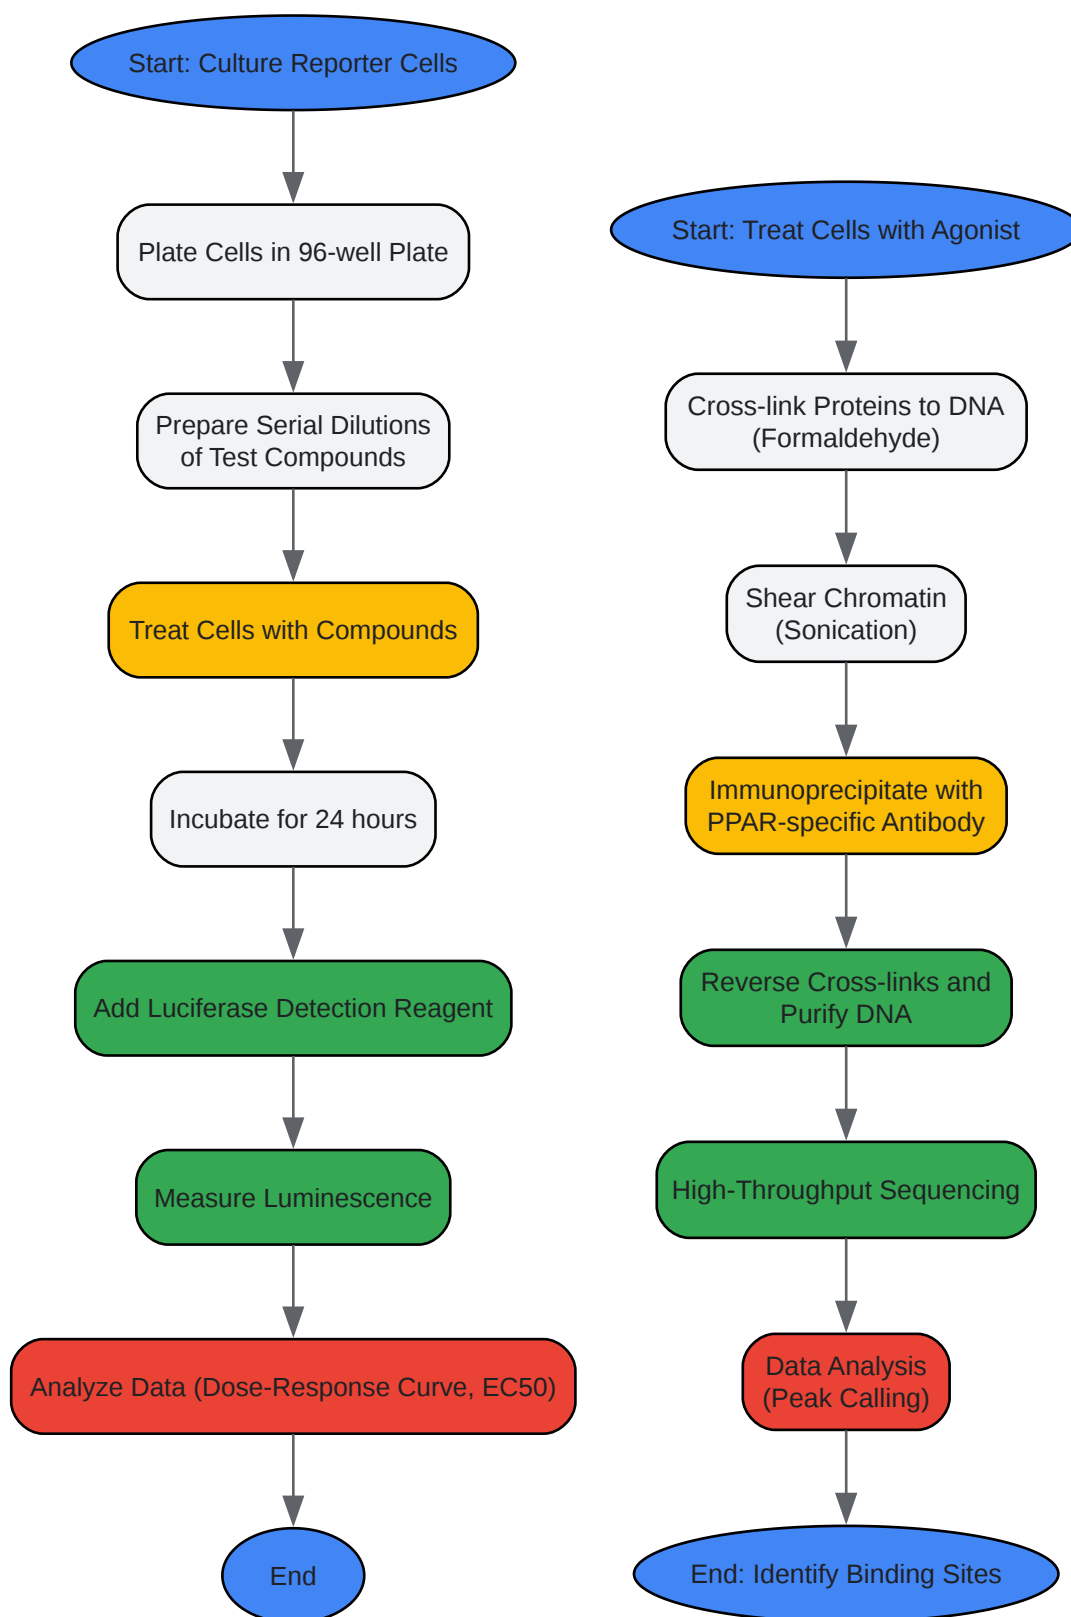 Start: Culture Reporter Cells
Plate Cells in 96-well Plate
Prepare Serial Dilutions
of Test Compounds
Treat Cells with Compounds
Incubate for 24 hours
Add Luciferase Detection Reagent
Measure Luminescence
Analyze Data (Dose-Response Curve, EC50)
End
Start: Treat Cells with Agonist
Cross-link Proteins to DNA
(Formaldehyde)
Shear Chromatin
(Sonication)
Immunoprecipitate with
PPAR-specific Antibody
Reverse Cross-links and
Purify DNA
High-Throughput Sequencing
Data Analysis
(Peak Calling)
End: Identify Binding Sites